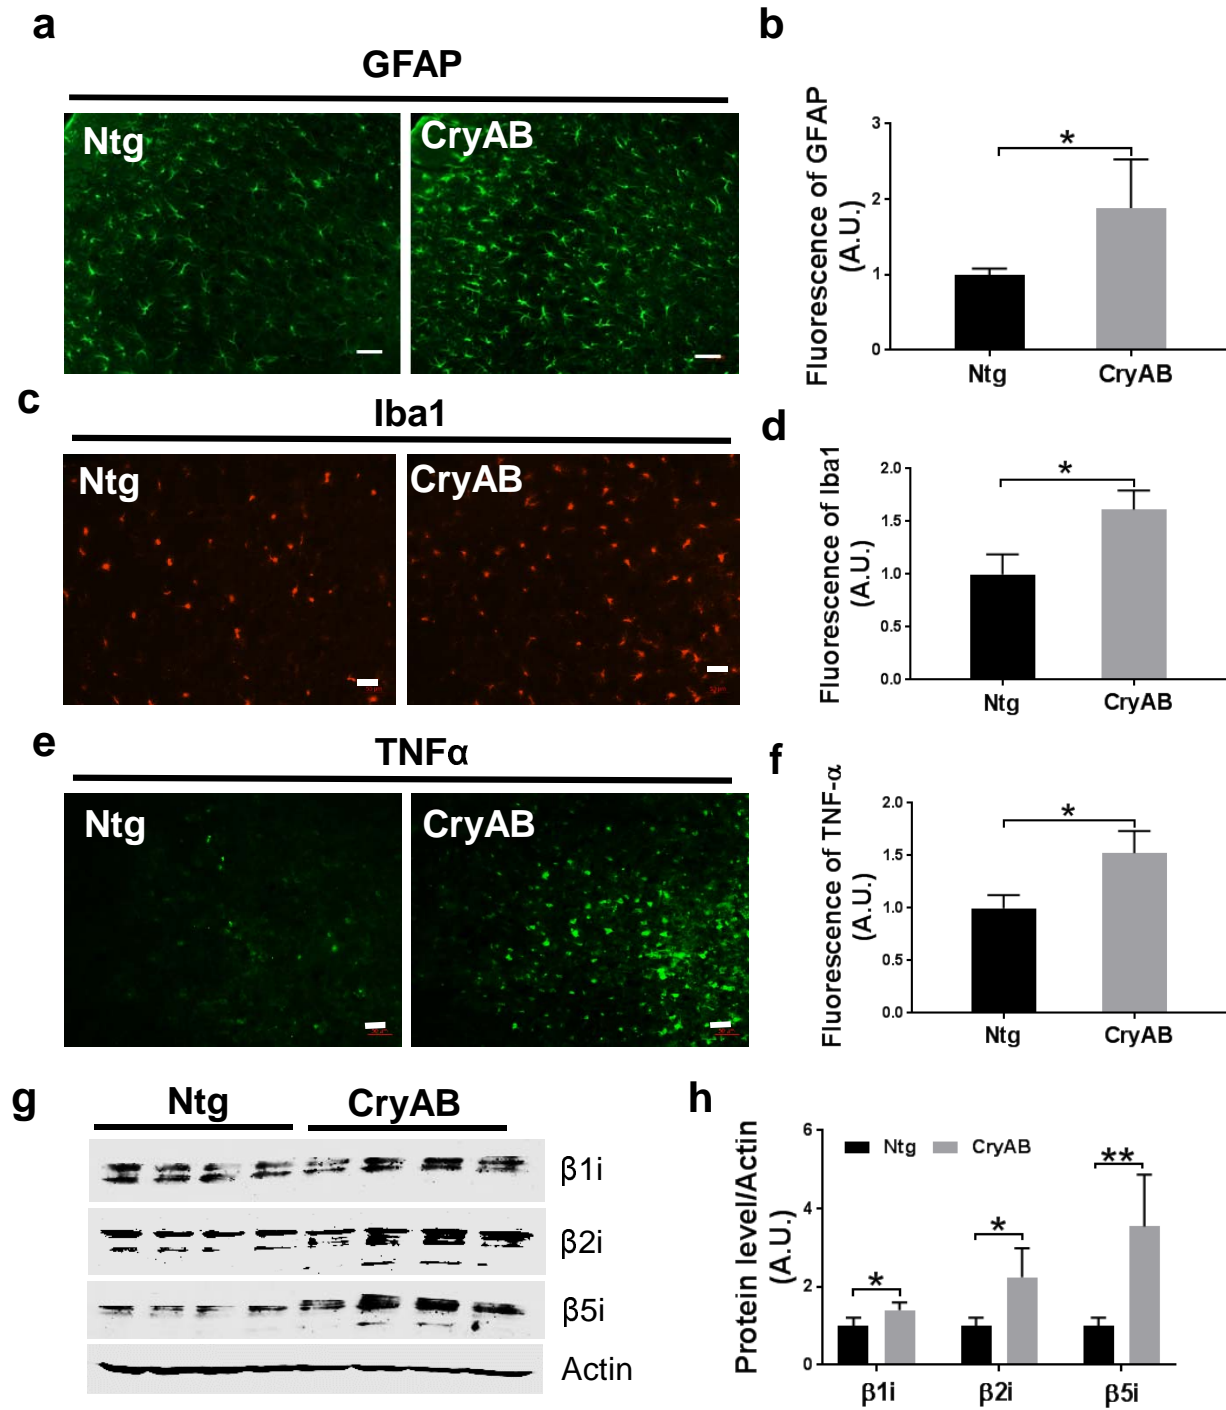 a
GFAP
Ntg
CryAB
b
Fluorescence of GFAP
(A.U.)
3
2
1
0
*
Ntg
CryAB
c
Iba1
Ntg
CryAB
d
Fluorescence of Iba1
(A.U.)
2.0
1.5
1.0
0.5
0.0
*
Ntg
CryAB
e
TNFα
Ntg
CryAB
f
Fluorescence of TNF-α
(A.U.)
2.0
1.5
1.0
0.5
0.0
*
Ntg
CryAB
g
Ntg
CryAB
β1i
β2i
β5i
Actin
h
Protein level/Actin
(A.U.)
6
4
2
0
Ntg
CryAB
*
*
**
β1i
β2i
β5i